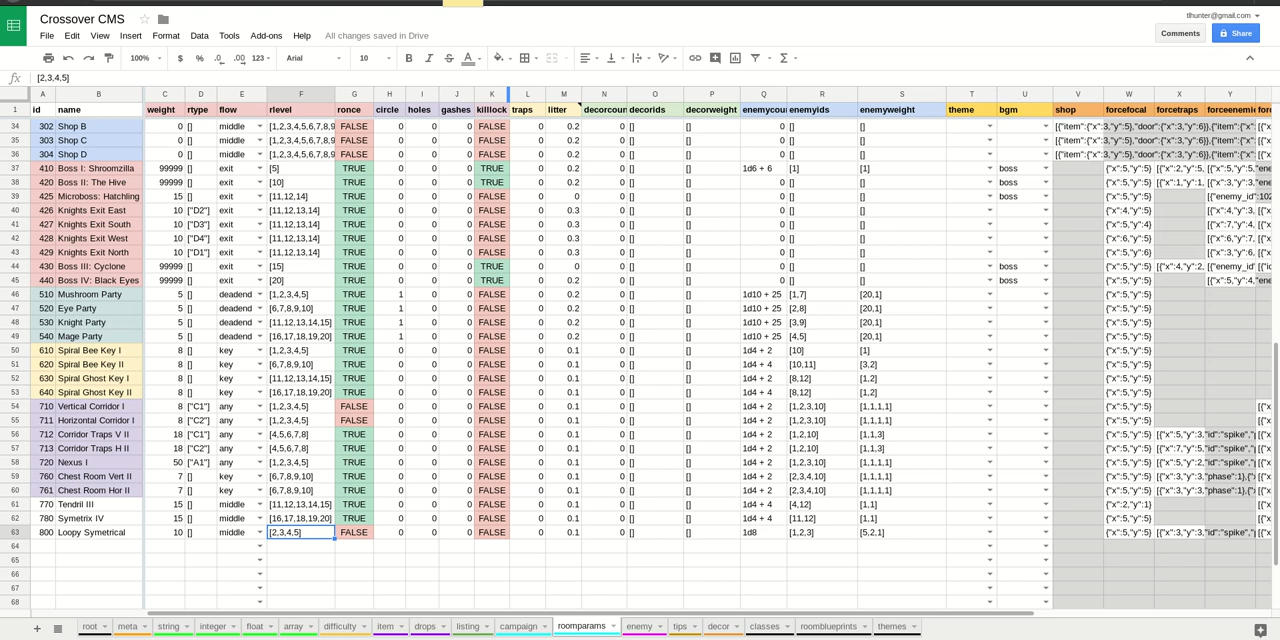 Crossover CMS
tlhunter@gmail.com
File Edit View Insert Format Data Tools Add-ons Help All changes saved in Drive
Comments Share
100% $ % .0 .00 123 Arial 10 B I S A
fx [2,3,4,5]
A B C D E F G H I J K L M N O P Q R S T U V W X Y
1 id name weight rtype flow rlevel ronce circle holes gashes killlock traps litter decorcoun decorids decorweight enemycou enemyids enemyweight theme bgm shop forcefocal forcetraps forceenemie forc
34 302 Shop B 0 [] middle [1,2,3,4,5,6,7,8,9 FALSE 0 0 0 FALSE 0 0.2 0 [] [] 0 [] [] [{"item":{"x":3,"y":5},"door":{"x":3,"y":6}},{"item":{"x": [{"x
35 303 Shop C 0 [] middle [1,2,3,4,5,6,7,8,9 FALSE 0 0 0 FALSE 0 0.2 0 [] [] 0 [] [] [{"item":{"x":3,"y":5},"door":{"x":3,"y":6}},{"item":{"x": [{"x
36 304 Shop D 0 [] middle [1,2,3,4,5,6,7,8,9 FALSE 0 0 0 FALSE 0 0.2 0 [] [] 0 [] [] [{"item":{"x":3,"y":5},"door":{"x":3,"y":6}},{"item":{"x": [{"x
37 410 Boss I: Shroomzilla 99999 [] exit [5] TRUE 0 0 0 TRUE 0 0.2 0 [] [] 1d6 + 6 [1] [1] boss {"x":5,"y":5} [{"x":2,"y":5, [{"x":5,"y":5,"ene
38 420 Boss II: The Hive 99999 [] exit [10] TRUE 0 0 0 TRUE 0 0.2 0 [] [] 0 [] [] boss {"x":5,"y":5} [{"x":1,"y":1, [{"x":3,"y":3,"ene
39 425 Microboss: Hatchling 15 [] exit [11,12,14] TRUE 0 0 0 FALSE 0 0 0 [] [] 0 [] [] boss {"x":5,"y":5} [{"enemy_id":102
40 426 Knights Exit East 10 ["D2"] exit [11,12,13,14] TRUE 0 0 0 FALSE 0 0.3 0 [] [] 0 [] [] {"x":4,"y":5} [{"x":4,"y":3, [{"x
41 427 Knights Exit South 10 ["D3"] exit [11,12,13,14] TRUE 0 0 0 FALSE 0 0.3 0 [] [] 0 [] [] {"x":5,"y":4} [{"x":7,"y":4, [{"x
42 428 Knights Exit West 10 ["D4"] exit [11,12,13,14] TRUE 0 0 0 FALSE 0 0.3 0 [] [] 0 [] [] {"x":6,"y":5} [{"x":6,"y":7, [{"x
43 429 Knights Exit North 10 ["D1"] exit [11,12,13,14] TRUE 0 0 0 FALSE 0 0.3 0 [] [] 0 [] [] {"x":5,"y":6} [{"x":3,"y":6, [{"x
44 430 Boss III: Cyclone 99999 [] exit [15] TRUE 0 0 0 TRUE 0 0 0 [] [] 0 [] [] boss {"x":5,"y":5} [{"x":4,"y":2, [{"enemy_id"
45 440 Boss IV: Black Eyes 99999 [] exit [20] TRUE 0 0 0 TRUE 0 0.2 0 [] [] 0 [] [] boss {"x":5,"y":5} [{"x":5,"y":4,"ene
46 510 Mushroom Party 5 [] deadend [1,2,3,4,5] TRUE 1 0 0 FALSE 0 0.2 0 [] [] 1d10 + 25 [1,7] [20,1] {"x":5,"y":5}
47 520 Eye Party 5 [] deadend [6,7,8,9,10] TRUE 1 0 0 FALSE 0 0.2 0 [] [] 1d10 + 25 [2,8] [20,1] {"x":5,"y":5}
48 530 Knight Party 5 [] deadend [11,12,13,14,15] TRUE 1 0 0 FALSE 0 0.2 0 [] [] 1d10 + 25 [3,9] [20,1] {"x":5,"y":5}
49 540 Mage Party 5 [] deadend [16,17,18,19,20] TRUE 1 0 0 FALSE 0 0.2 0 [] [] 1d10 + 25 [4,5] [20,1] {"x":5,"y":5}
50 610 Spiral Bee Key I 8 [] key [1,2,3,4,5] TRUE 0 0 0 FALSE 0 0.1 0 [] [] 1d4 + 2 [10] [1] {"x":5,"y":5}
51 620 Spiral Bee Key II 8 [] key [6,7,8,9,10] TRUE 0 0 0 FALSE 0 0.1 0 [] [] 1d4 + 4 [10,11] [3,2] {"x":5,"y":5}
52 630 Spiral Ghost Key I 8 [] key [11,12,13,14,15] TRUE 0 0 0 FALSE 0 0.1 0 [] [] 1d4 + 2 [8,12] [1,2] {"x":5,"y":5}
53 640 Spiral Ghost Key II 8 [] key [16,17,18,19,20] TRUE 0 0 0 FALSE 0 0.1 0 [] [] 1d4 + 4 [8,12] [1,2] {"x":5,"y":5}
54 710 Vertical Corridor I 8 ["C1"] any [1,2,3,4,5] FALSE 0 0 0 FALSE 0 0.1 0 [] [] 1d4 + 2 [1,2,3,10] [1,1,1,1] {"x":5,"y":5} [{"x
55 711 Horizontal Corridor I 8 ["C2"] any [1,2,3,4,5] FALSE 0 0 0 FALSE 0 0.1 0 [] [] 1d4 + 2 [1,2,3,10] [1,1,1,1] {"x":5,"y":5} [{"x
56 712 Corridor Traps V II 18 ["C1"] any [4,5,6,7,8] TRUE 0 0 0 FALSE 0 0.1 0 [] [] 1d4 + 2 [1,2,10] [1,1,3] {"x":5,"y":5} [{"x":5,"y":3,"id":"spike","p [{"x
57 713 Corridor Traps H II 18 ["C2"] any [4,5,6,7,8] TRUE 0 0 0 FALSE 0 0.1 0 [] [] 1d4 + 2 [1,2,10] [1,1,3] {"x":5,"y":5} [{"x":7,"y":5,"id":"spike","p [{"x
58 720 Nexus I 50 ["A1"] any [1,2,3,4,5] TRUE 0 0 0 FALSE 0 0.1 0 [] [] 1d4 + 2 [1,2,3,10] [1,1,1,1] {"x":5,"y":5} [{"x":5,"y":2,"id":"spike"," [{"x
59 760 Chest Room Vert II 7 [] key [6,7,8,9,10] TRUE 0 0 0 FALSE 0 0.1 0 [] [] 1d4 + 2 [2,3,4,10] [1,1,1,1] {"x":5,"y":5} [{"x":3,"y":3,"phase":1},{" [{"x
60 761 Chest Room Hor II 7 [] key [6,7,8,9,10] TRUE 0 0 0 FALSE 0 0.1 0 [] [] 1d4 + 2 [2,3,4,10] [1,1,1,1] {"x":5,"y":5} [{"x":3,"y":3,"phase":1},{" [{"x
61 770 Tendril III 15 [] middle [11,12,13,14,15] TRUE 0 0 0 FALSE 0 0.1 0 [] [] 1d4 + 4 [4,12] [1,1] {"x":2,"y":1} [{"x
62 780 Symetrix IV 15 [] middle [16,17,18,19,20] TRUE 0 0 0 FALSE 0 0.1 0 [] [] 1d4 + 4 [11,12] [1,1] {"x":5,"y":5} [{"x
63 800 Loopy Symetrical 10 [] middle [2,3,4,5] FALSE 0 0 0 FALSE 0 0.1 0 [] [] 1d8 [1,2,3] [5,2,1] {"x":5,"y":5} [{"x":3,"y":3,"id":"spike"," [{"x
64
65
66
67
68
root meta string integer float array difficulty item drops listing campaign roomparams enemy tips decor classes roomblueprints themes